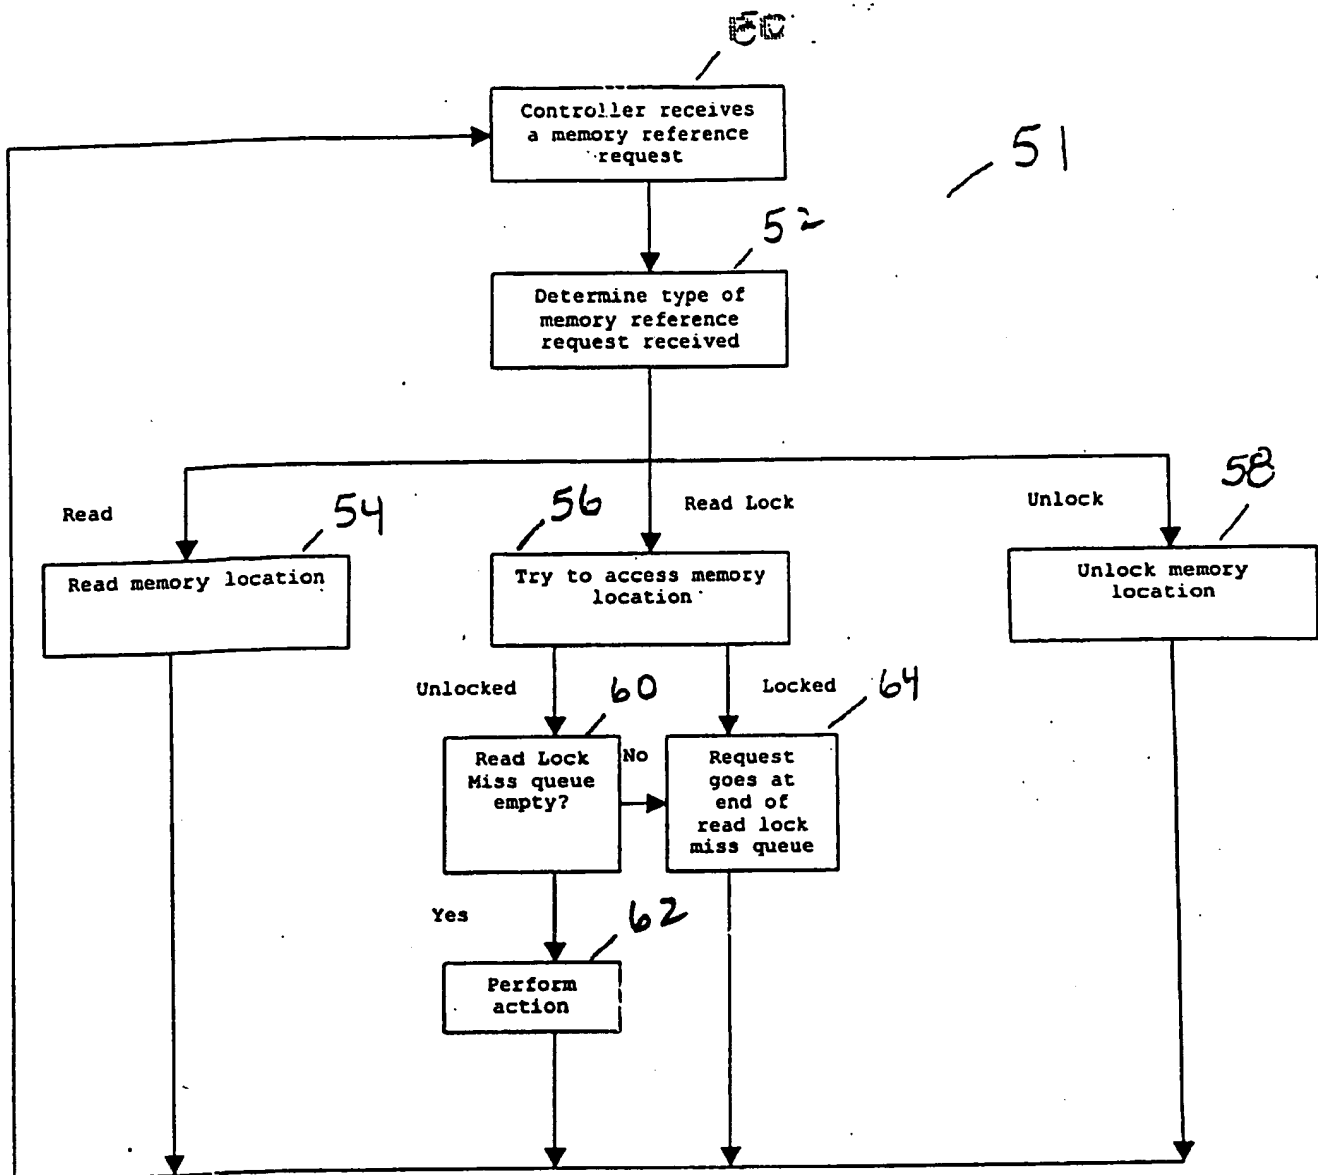 Controller receives
a memory reference
request
51
52
Determine type of
memory reference
request received
Read
54
56
Read Lock
Unlock
58
Read memory location
Try to access memory
location
Unlock memory
location
Unlocked
60
Locked
64
Read Lock
Miss queue
empty?
No
Request
goes at
end of
read lock
miss queue
Yes
62
Perform
action